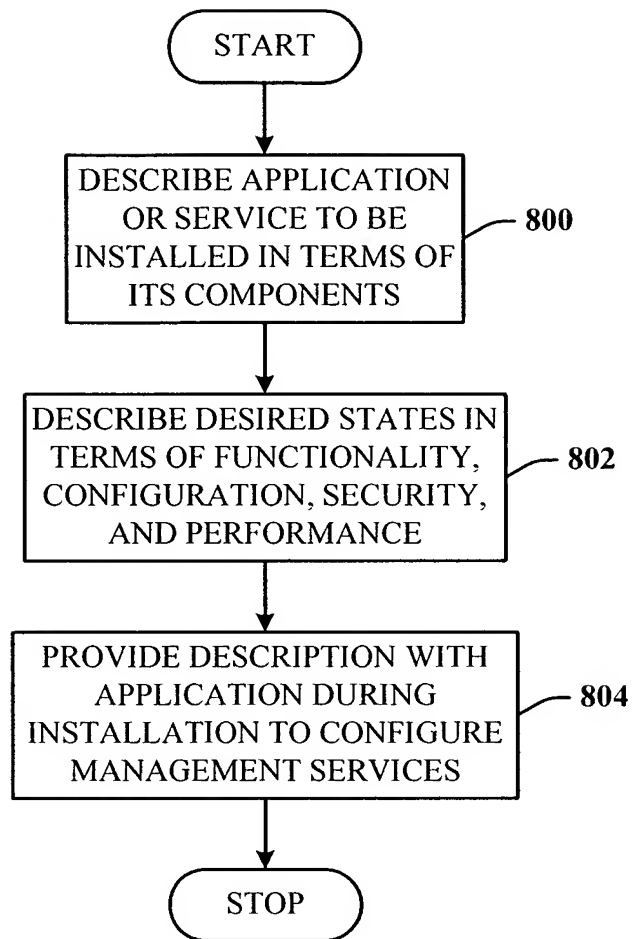 START
DESCRIBE APPLICATION
OR SERVICE TO BE
INSTALLED IN TERMS OF
ITS COMPONENTS
800
DESCRIBE DESIRED STATES IN
TERMS OF FUNCTIONALITY,
CONFIGURATION, SECURITY,
AND PERFORMANCE
802
PROVIDE DESCRIPTION WITH
APPLICATION DURING
INSTALLATION TO CONFIGURE
MANAGEMENT SERVICES
804
STOP